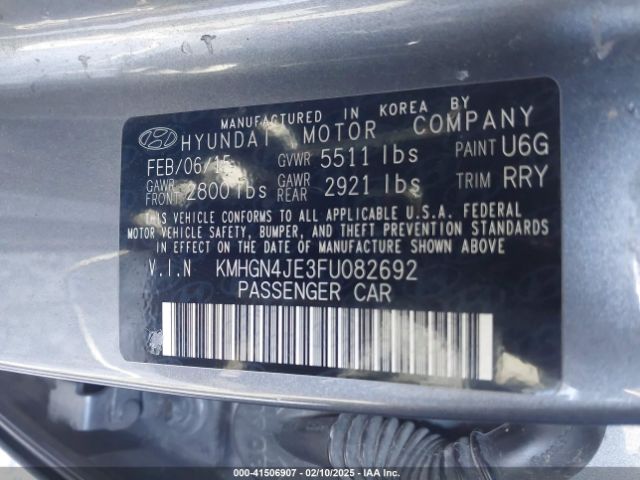 MANUFACTURED IN KOREA BY
HYUNDAI MOTOR COMPANY
FEB/06/15 GVWR 5511 lbs PAINT U6G
GAWR FRONT 2800 lbs GAWR REAR 2921 lbs TRIM RRY
THIS VEHICLE CONFORMS TO ALL APPLICABLE U.S.A. FEDERAL
MOTOR VEHICLE SAFETY, BUMPER, AND THEFT PREVENTION STANDARDS
IN EFFECT ON THE DATE OF MANUFACTURE SHOWN ABOVE
V.I.N KMHGN4JE3FU082692
PASSENGER CAR
000-41506907 - 02/10/2025 - IAA Inc.